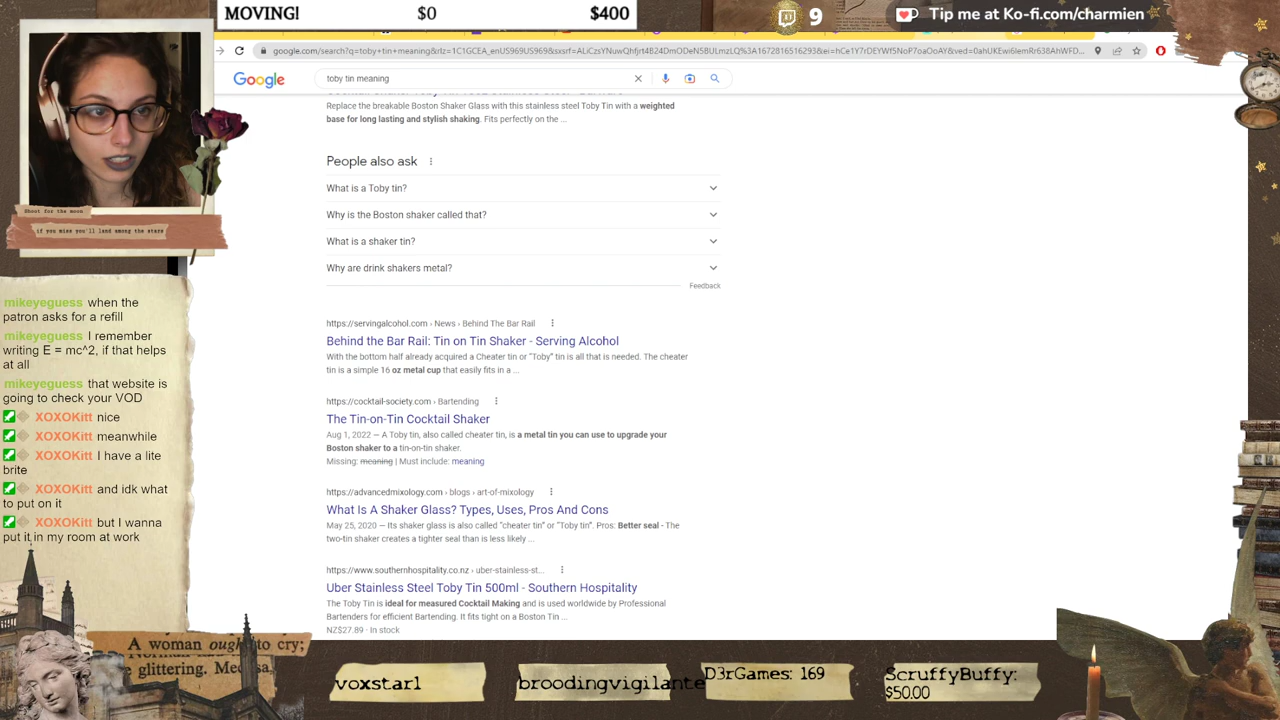 MOVING! $0 $400
9
Tip me at Ko-fi.com/charmien
Google
toby tin meaning
Replace the breakable Boston Shaker Glass with this stainless steel Toby Tin with a weighted
base for long lasting and stylish shaking. Fits perfectly on the ...
People also ask
What is a Toby tin?
Why is the Boston shaker called that?
What is a shaker tin?
Why are drink shakers metal?
Feedback
https://servingalcohol.com › News › Behind The Bar Rail
Behind the Bar Rail: Tin on Tin Shaker - Serving Alcohol
With the bottom half already acquired a Cheater tin or "Toby" tin is all that is needed. The cheater
tin is a simple 16 oz metal cup that easily fits in a ...
https://cocktail-society.com › Bartending
The Tin-on-Tin Cocktail Shaker
Aug 1, 2022 — A Toby tin, also called cheater tin, is a metal tin you can use to upgrade your
Boston shaker to a tin-on-tin shaker.
Missing: meaning | Must include: meaning
https://advancedmixology.com › blogs › art-of-mixology
What Is A Shaker Glass? Types, Uses, Pros And Cons
May 25, 2020 — Its shaker glass is also called "cheater tin" or "Toby tin". Pros: Better seal - The
two-tin shaker creates a tighter seal than is less likely ...
https://www.southernhospitality.co.nz › uber-stainless-st...
Uber Stainless Steel Toby Tin 500ml - Southern Hospitality
The Toby Tin is ideal for measured Cocktail Making and is used worldwide by Professional
Bartenders for efficient Bartending. It fits tight on a Boston Tin ...
NZ$27.89 · In stock
Shoot for the moon
if you miss you'll land among the stars
mikeyeguess when the
patron asks for a refill
mikeyeguess I remember
writing E = mc^2, if that helps
at all
mikeyeguess that website is
going to check your VOD
XOXOKitt nice
XOXOKitt meanwhile
XOXOKitt I have a lite
brite
XOXOKitt and idk what
to put on it
XOXOKitt but I wanna
put it in my room at work
A woman ought to cry;
glittering.
voxstar1
broodingvigilante
D3rGames: 169
ScruffyBuffy:
$50.00